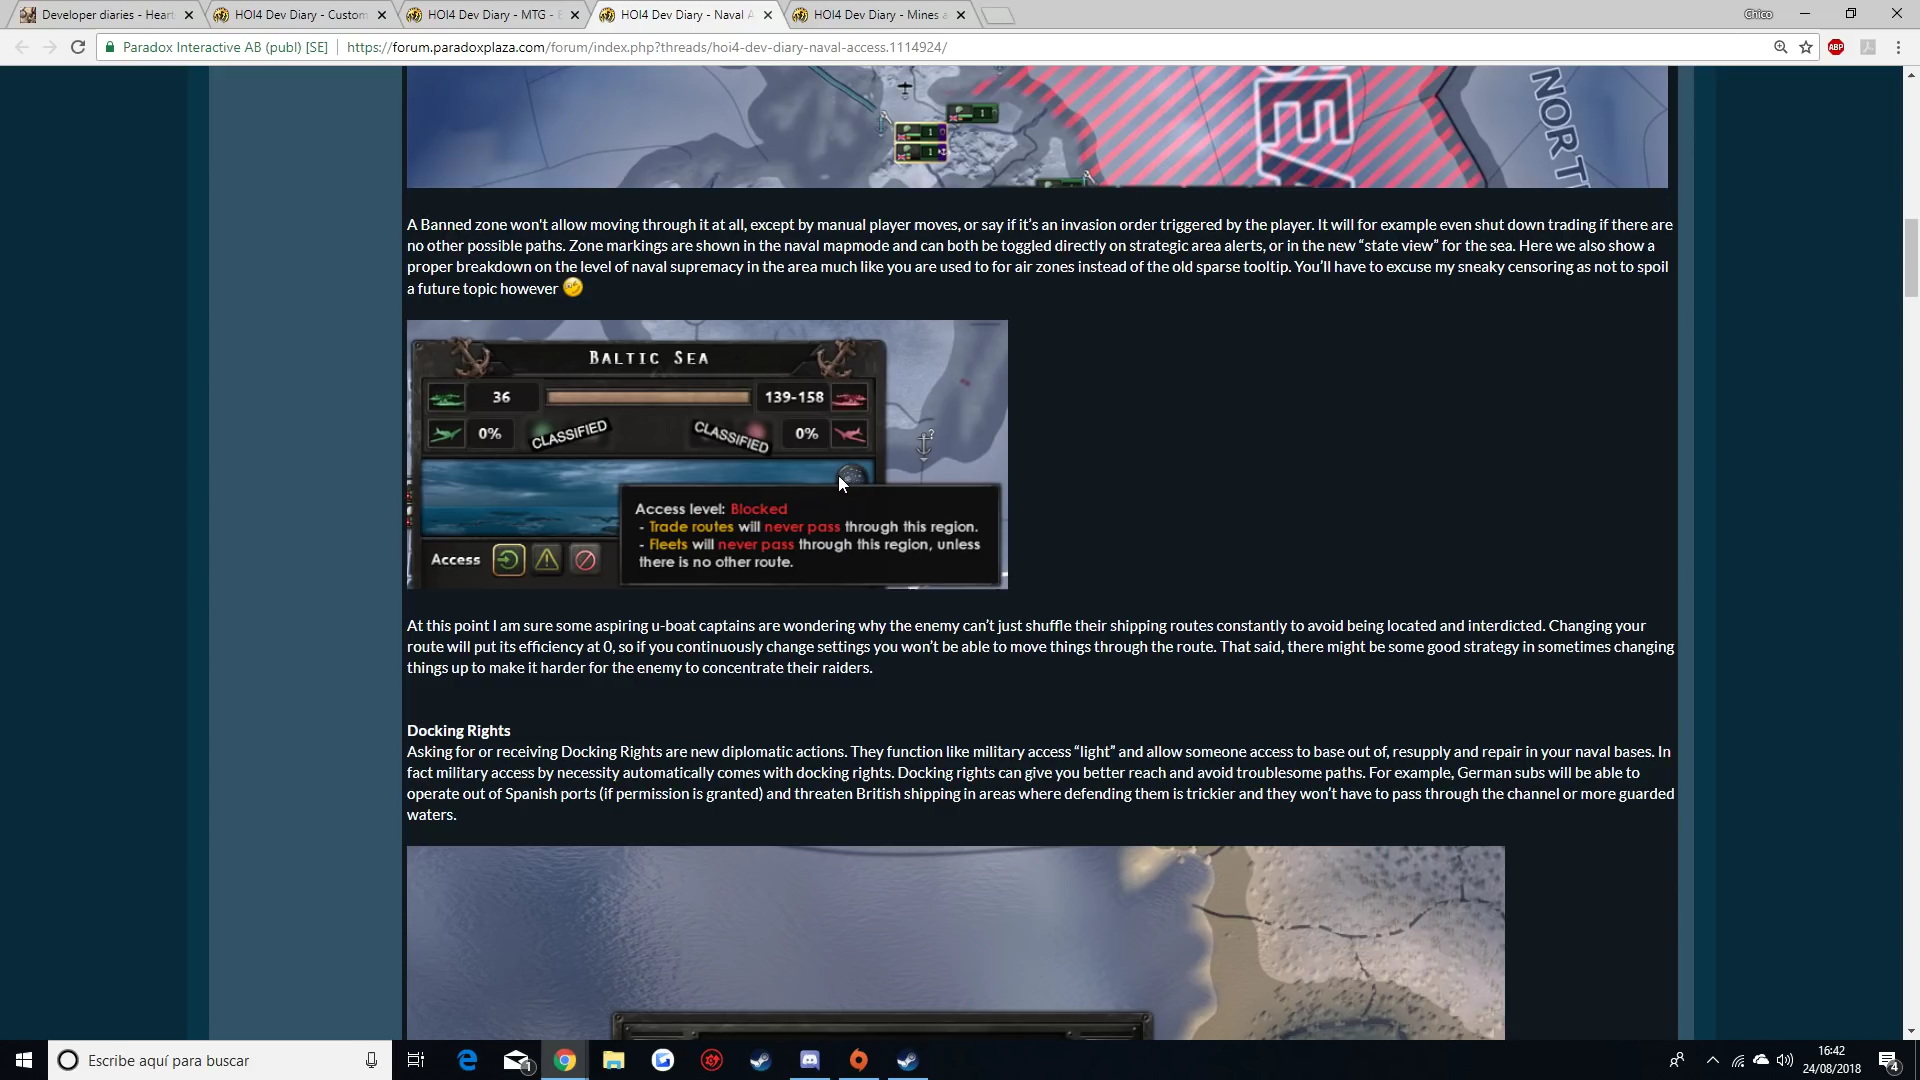 Developer diaries - Heart
HOI4 Dev Diary - Custom
HOI4 Dev Diary - MTG -
HOI4 Dev Diary - Naval A
HOI4 Dev Diary - Mines a
Chico
Paradox Interactive AB (publ) [SE]
https://forum.paradoxplaza.com/forum/index.php?threads/hoi4-dev-diary-naval-access.1114924/
ABP
1
1
1
NORT
A Banned zone won't allow moving through it at all, except by manual player moves, or say if it's an invasion order triggered by the player. It will for example even shut down trading if there are
no other possible paths. Zone markings are shown in the naval mapmode and can both be toggled directly on strategic area alerts, or in the new “state view” for the sea. Here we also show a
proper breakdown on the level of naval supremacy in the area much like you are used to for air zones instead of the old sparse tooltip. You'll have to excuse my sneaky censoring as not to spoil
a future topic however
BALTIC SEA
36
139-158
0%
CLASSIFIED
CLASSIFIED
0%
?
Access level: Blocked
- Trade routes will never pass through this region.
- Fleets will never pass through this region, unless
there is no other route.
Access
At this point I am sure some aspiring u-boat captains are wondering why the enemy can't just shuffle their shipping routes constantly to avoid being located and interdicted. Changing your
route will put its efficiency at 0, so if you continuously change settings you won't be able to move things through the route. That said, there might be some good strategy in sometimes changing
things up to make it harder for the enemy to concentrate their raiders.
Docking Rights
Asking for or receiving Docking Rights are new diplomatic actions. They function like military access “light” and allow someone access to base out of, resupply and repair in your naval bases. In
fact military access by necessity automatically comes with docking rights. Docking rights can give you better reach and avoid troublesome paths. For example, German subs will be able to
operate out of Spanish ports (if permission is granted) and threaten British shipping in areas where defending them is trickier and they won't have to pass through the channel or more guarded
waters.
Escribe aquí para buscar
1
16:42
24/08/2018
4